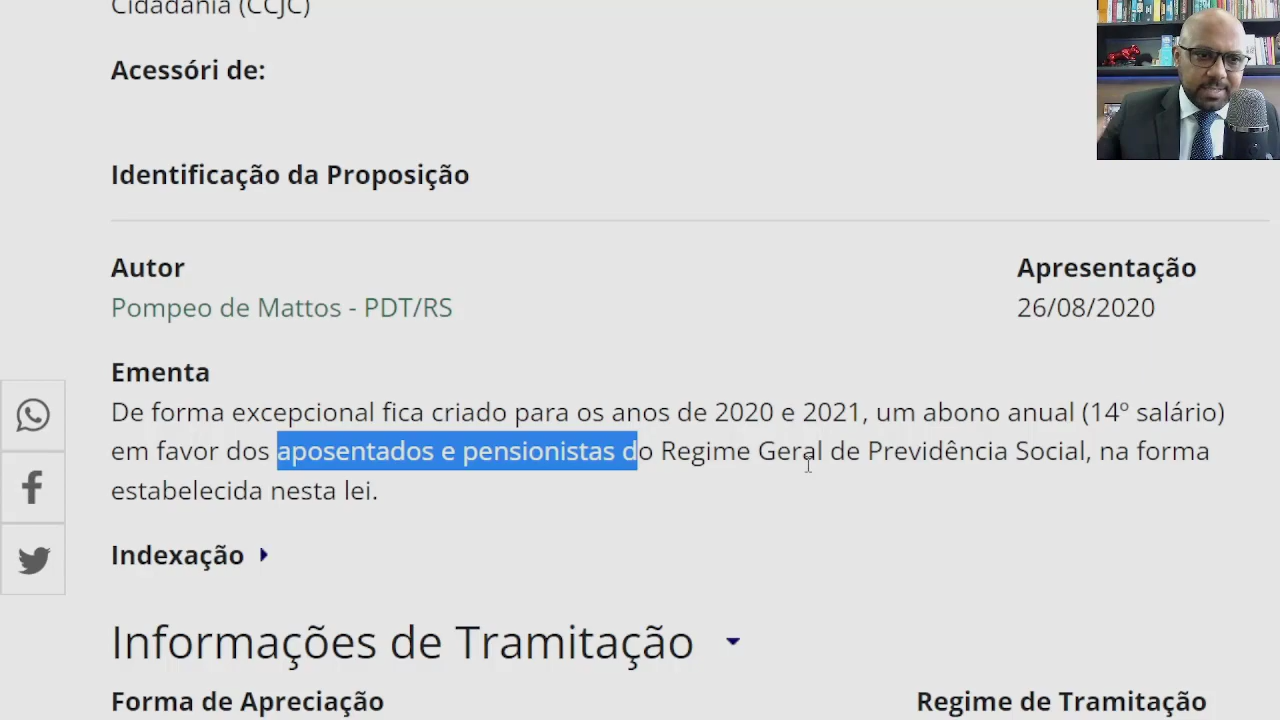 Cidadania (CCJC)
Acessóri de:
Identificação da Proposição
Autor
Apresentação
Pompeo de Mattos - PDT/RS
26/08/2020
Ementa
De forma excepcional fica criado para os anos de 2020 e 2021, um abono anual (14º salário)
em favor dos aposentados e pensionistas do Regime Geral de Previdência Social, na forma
estabelecida nesta lei.
Indexação
Informações de Tramitação
Forma de Apreciação
Regime de Tramitação